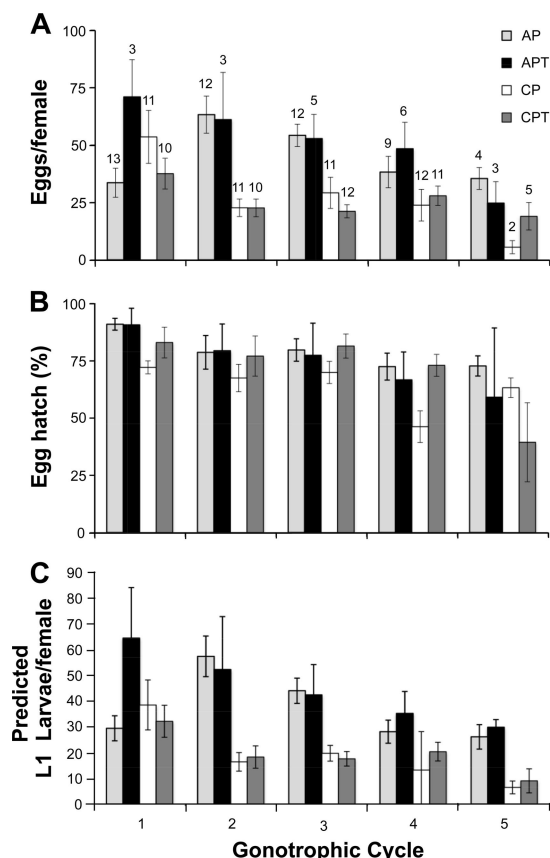 A
Eggs/female
100
75
50
25
0
13 3 11 10
12 3 11 10
12 5 11 12
9 6 12 11
4 3 2 5
AP
APT
CP
CPT
B
Egg hatch (%)
100
75
50
25
0
C
Predicted
L1 Larvae/female
90
80
70
60
50
40
30
20
10
0
1 2 3 4 5
Gonotrophic Cycle